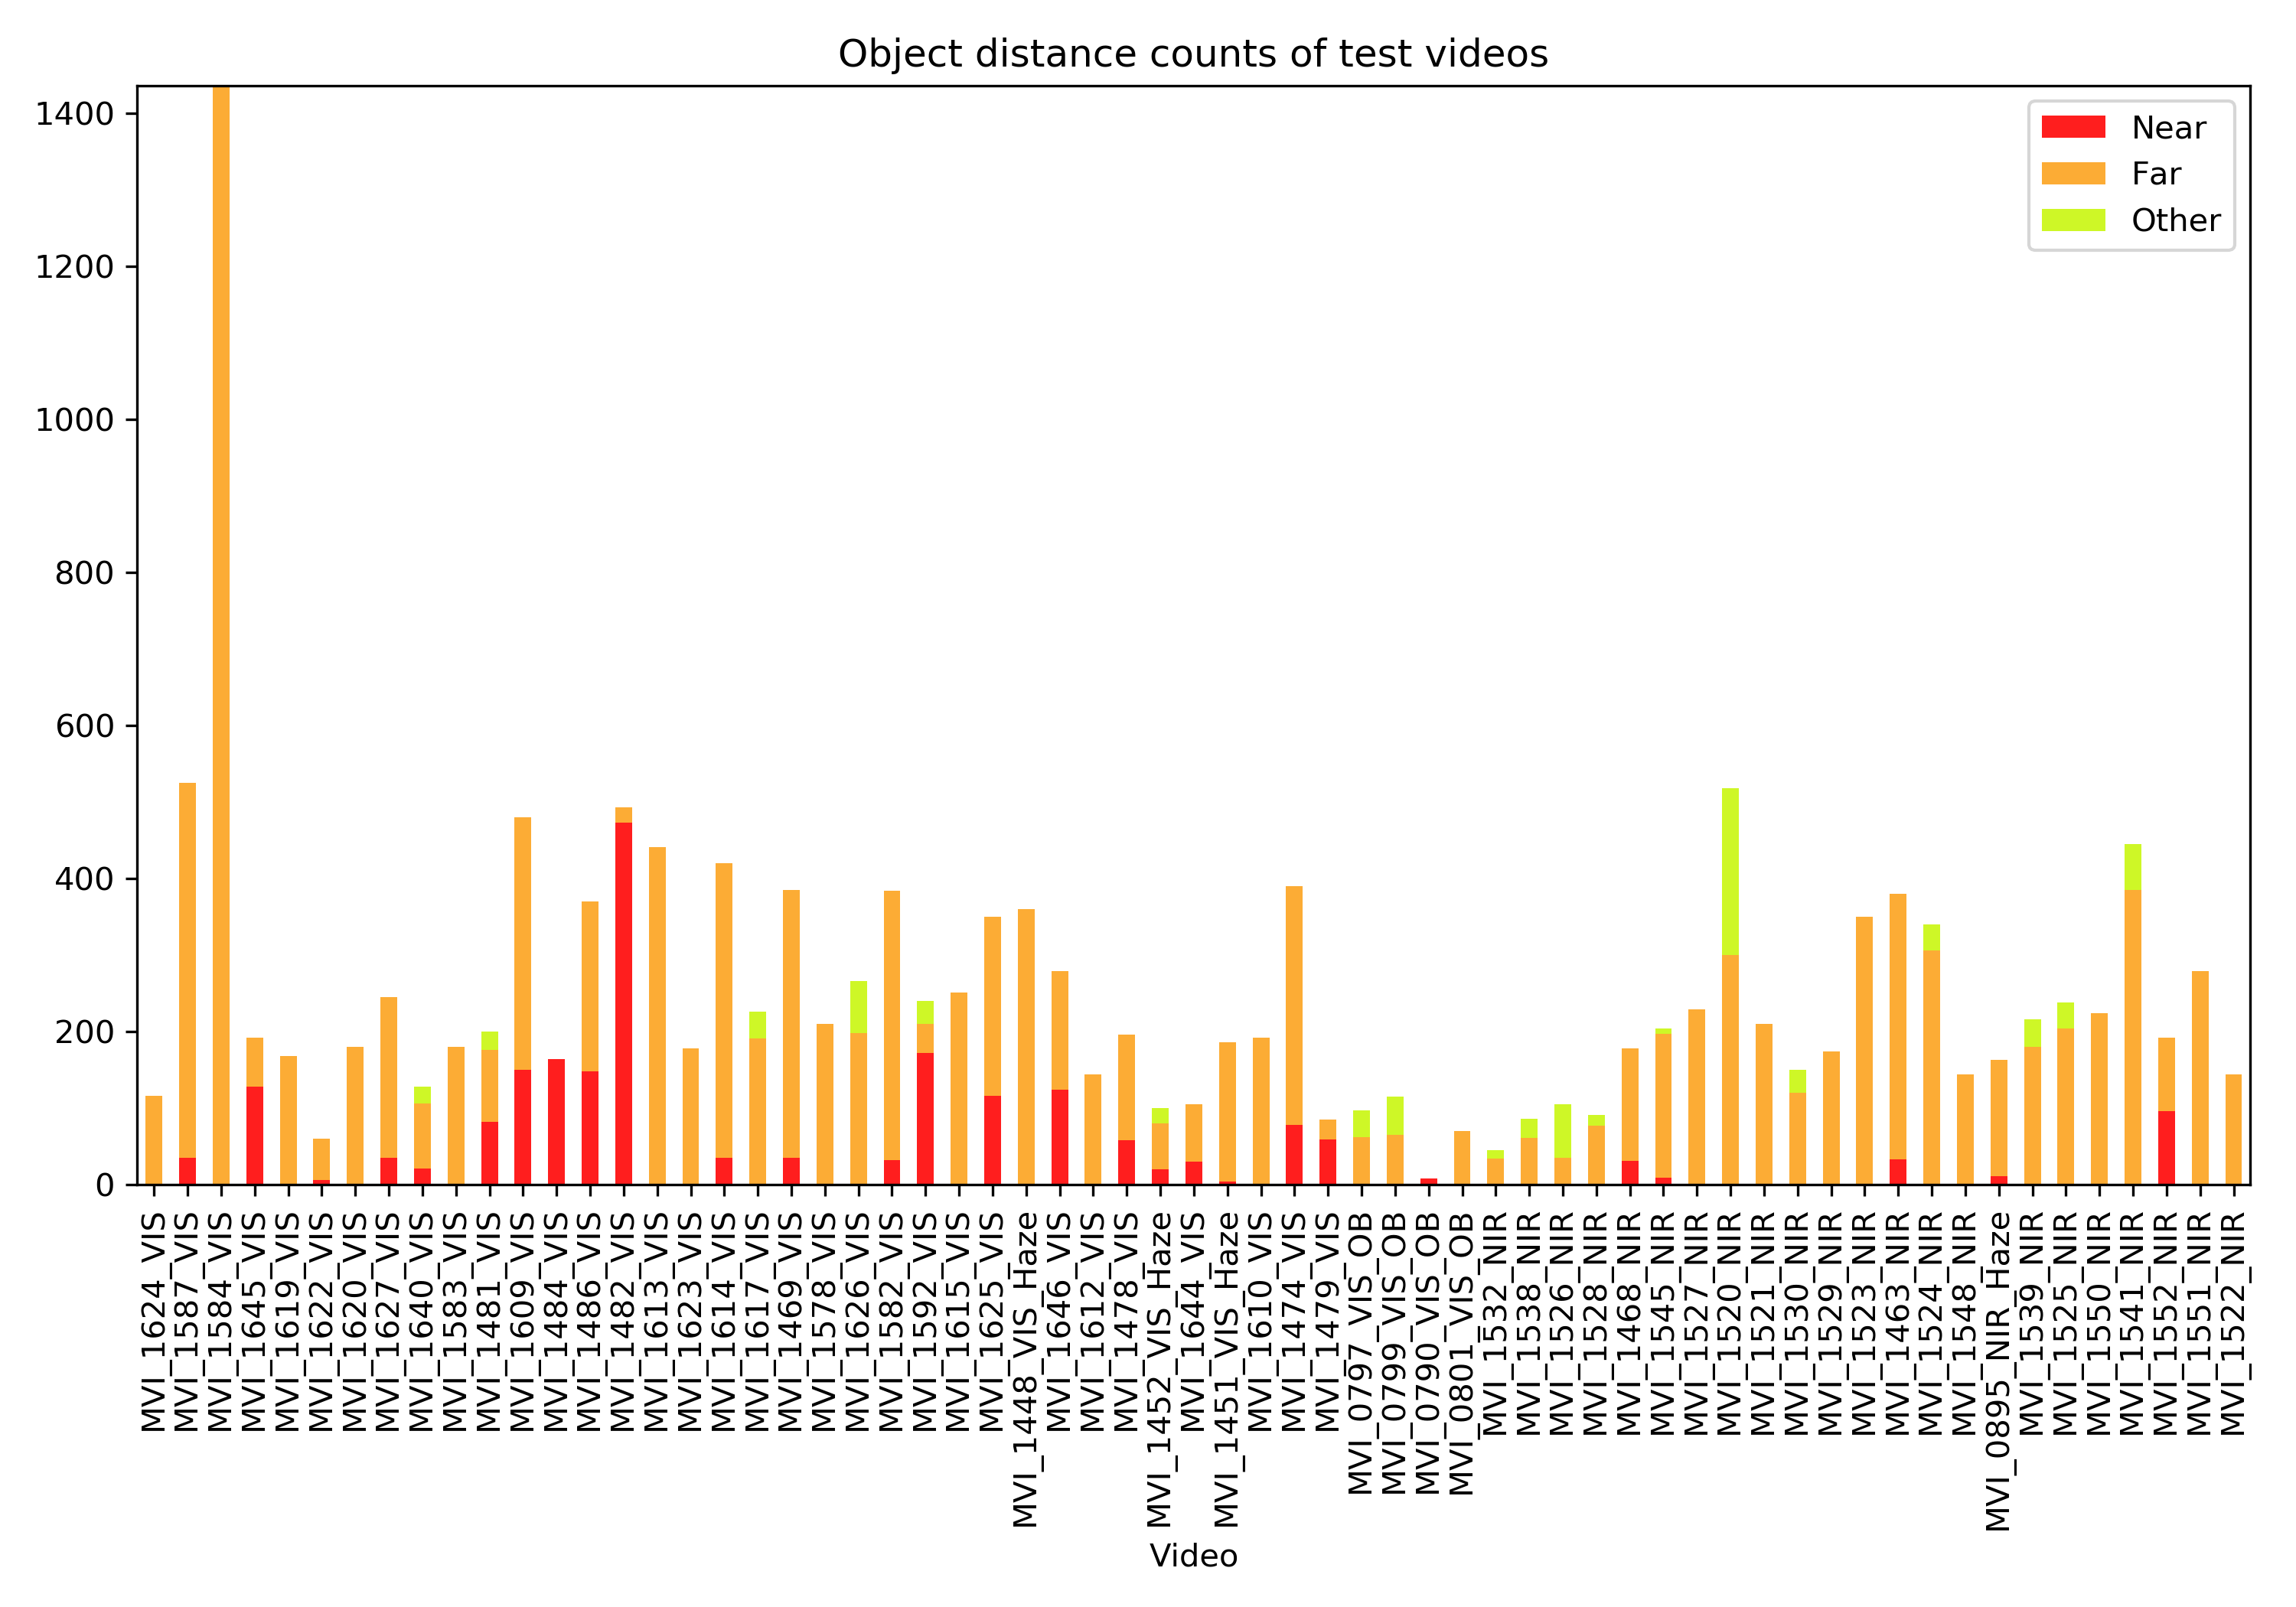 Object distance counts of test videos
1400
1200
1000
800
600
400
200
0
Near
Far
Other
MVI_1624_VIS
MVI_1587_VIS
MVI_1584_VIS
MVI_1645_VIS
MVI_1619_VIS
MVI_1622_VIS
MVI_1620_VIS
MVI_1627_VIS
MVI_1640_VIS
MVI_1583_VIS
MVI_1481_VIS
MVI_1609_VIS
MVI_1484_VIS
MVI_1486_VIS
MVI_1482_VIS
MVI_1613_VIS
MVI_1623_VIS
MVI_1614_VIS
MVI_1617_VIS
MVI_1469_VIS
MVI_1578_VIS
MVI_1626_VIS
MVI_1582_VIS
MVI_1592_VIS
MVI_1615_VIS
MVI_1625_VIS
MVI_1448_VIS_Haze
MVI_1646_VIS
MVI_1612_VIS
MVI_1478_VIS
MVI_1452_VIS_Haze
MVI_1644_VIS
MVI_1451_VIS_Haze
MVI_1610_VIS
MVI_1474_VIS
MVI_1479_VIS
MVI_0797_VIS_OB
MVI_0799_VIS_OB
MVI_0790_VIS_OB
MVI_0801_VIS_OB
MVI_1532_NIR
MVI_1538_NIR
MVI_1526_NIR
MVI_1528_NIR
MVI_1468_NIR
MVI_1545_NIR
MVI_1527_NIR
MVI_1520_NIR
MVI_1521_NIR
MVI_1530_NIR
MVI_1529_NIR
MVI_1523_NIR
MVI_1463_NIR
MVI_1524_NIR
MVI_1548_NIR
MVI_0895_NIR_Haze
MVI_1539_NIR
MVI_1525_NIR
MVI_1550_NIR
MVI_1541_NIR
MVI_1552_NIR
MVI_1551_NIR
MVI_1522_NIR
Video